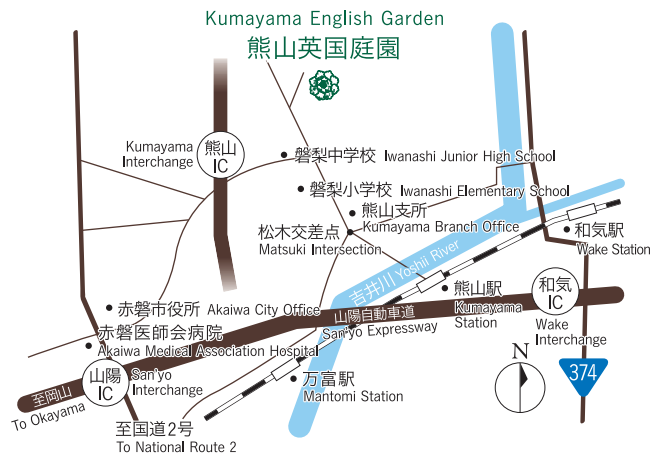 Kumayama English Garden
熊山英国庭園
Kumayama
Interchange
熊山
IC
磐梨中学校 Iwanashi Junior High School
磐梨小学校 Iwanashi Elementary School
熊山支所
Kumayama Branch Office
松木交差点
Matsuki Intersection
和気駅
Wake Station
吉井川 Yoshii River
熊山駅
Kumayama
Station
和気
IC
Wake
Interchange
赤磐市役所 Akaiwa City Office
山陽自動車道
San'yo Expressway
赤磐医師会病院
Akaiwa Medical Association Hospital
山陽
IC
San'yo
Interchange
万富駅
Mantomi Station
N
374
至岡山
To Okayama
至国道2号
To National Route 2